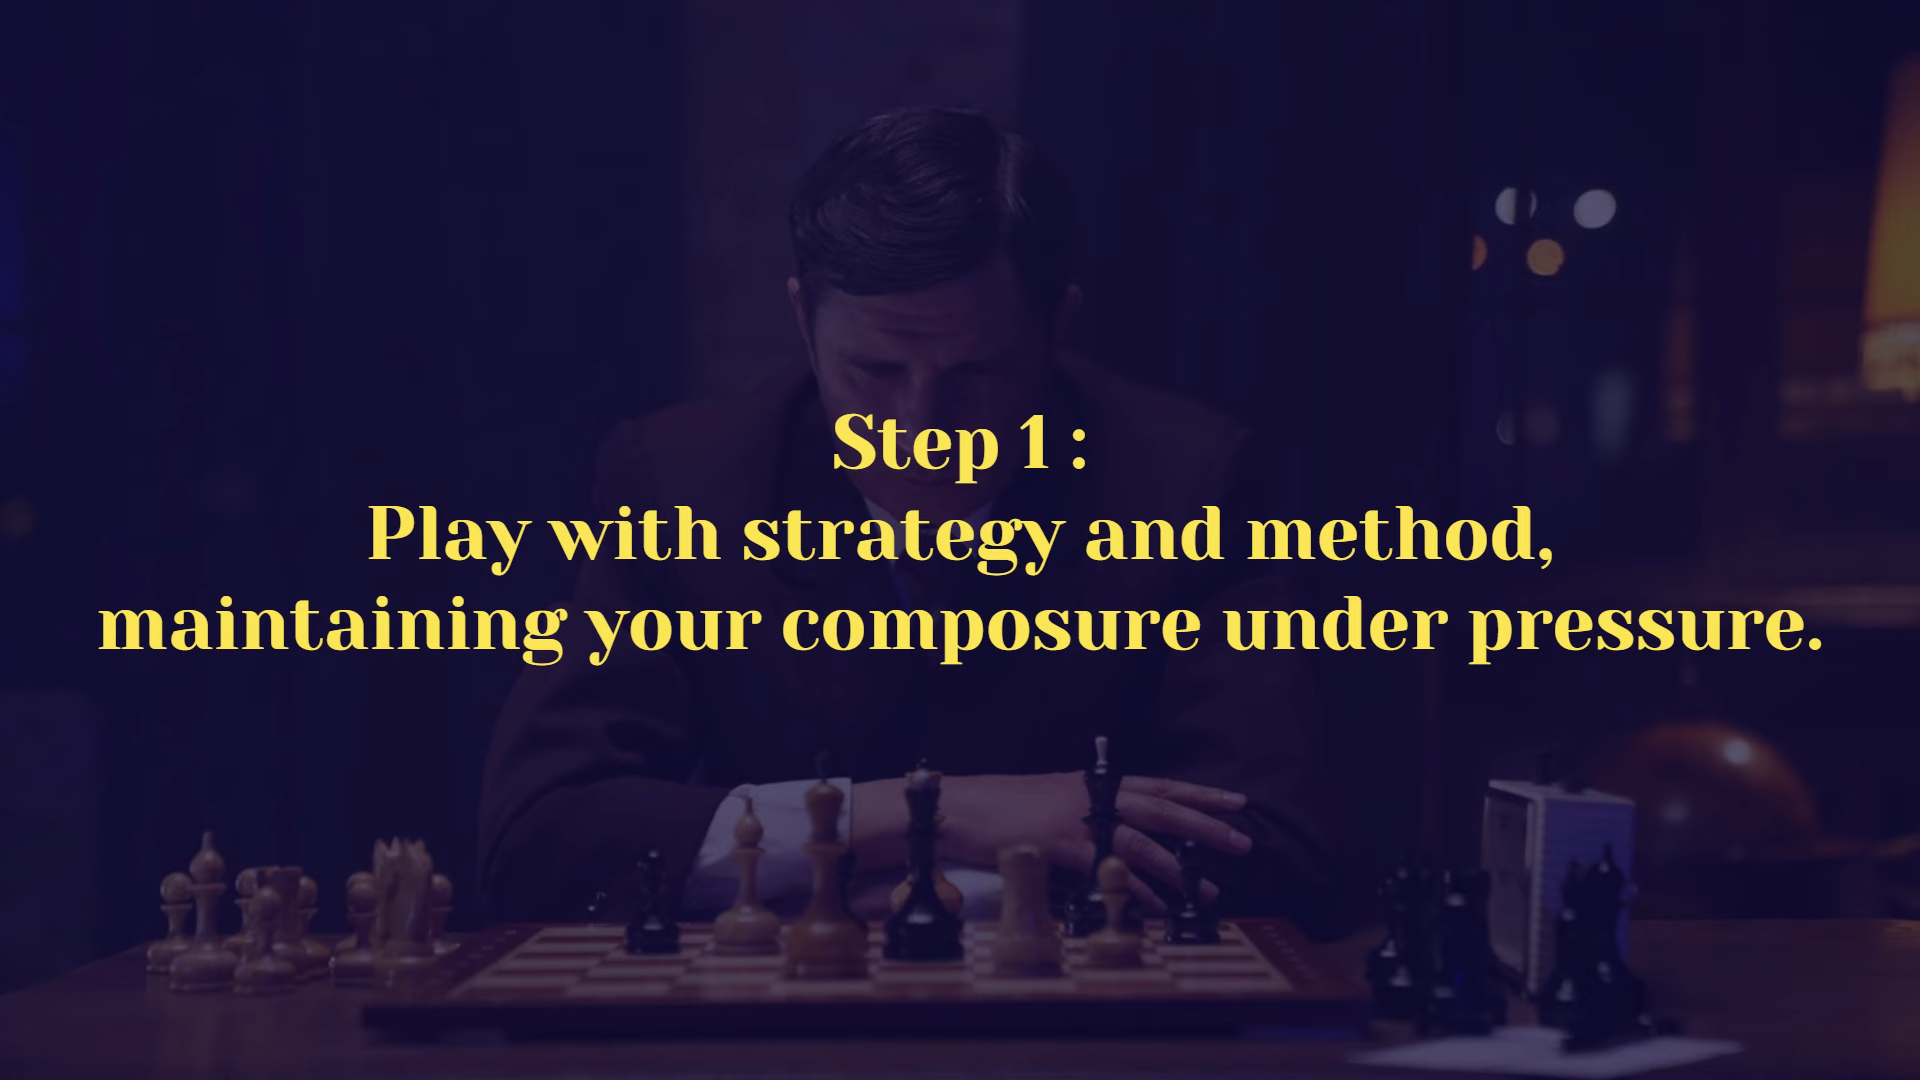 Step 1 :
Play with strategy and method,
maintaining your composure under pressure.